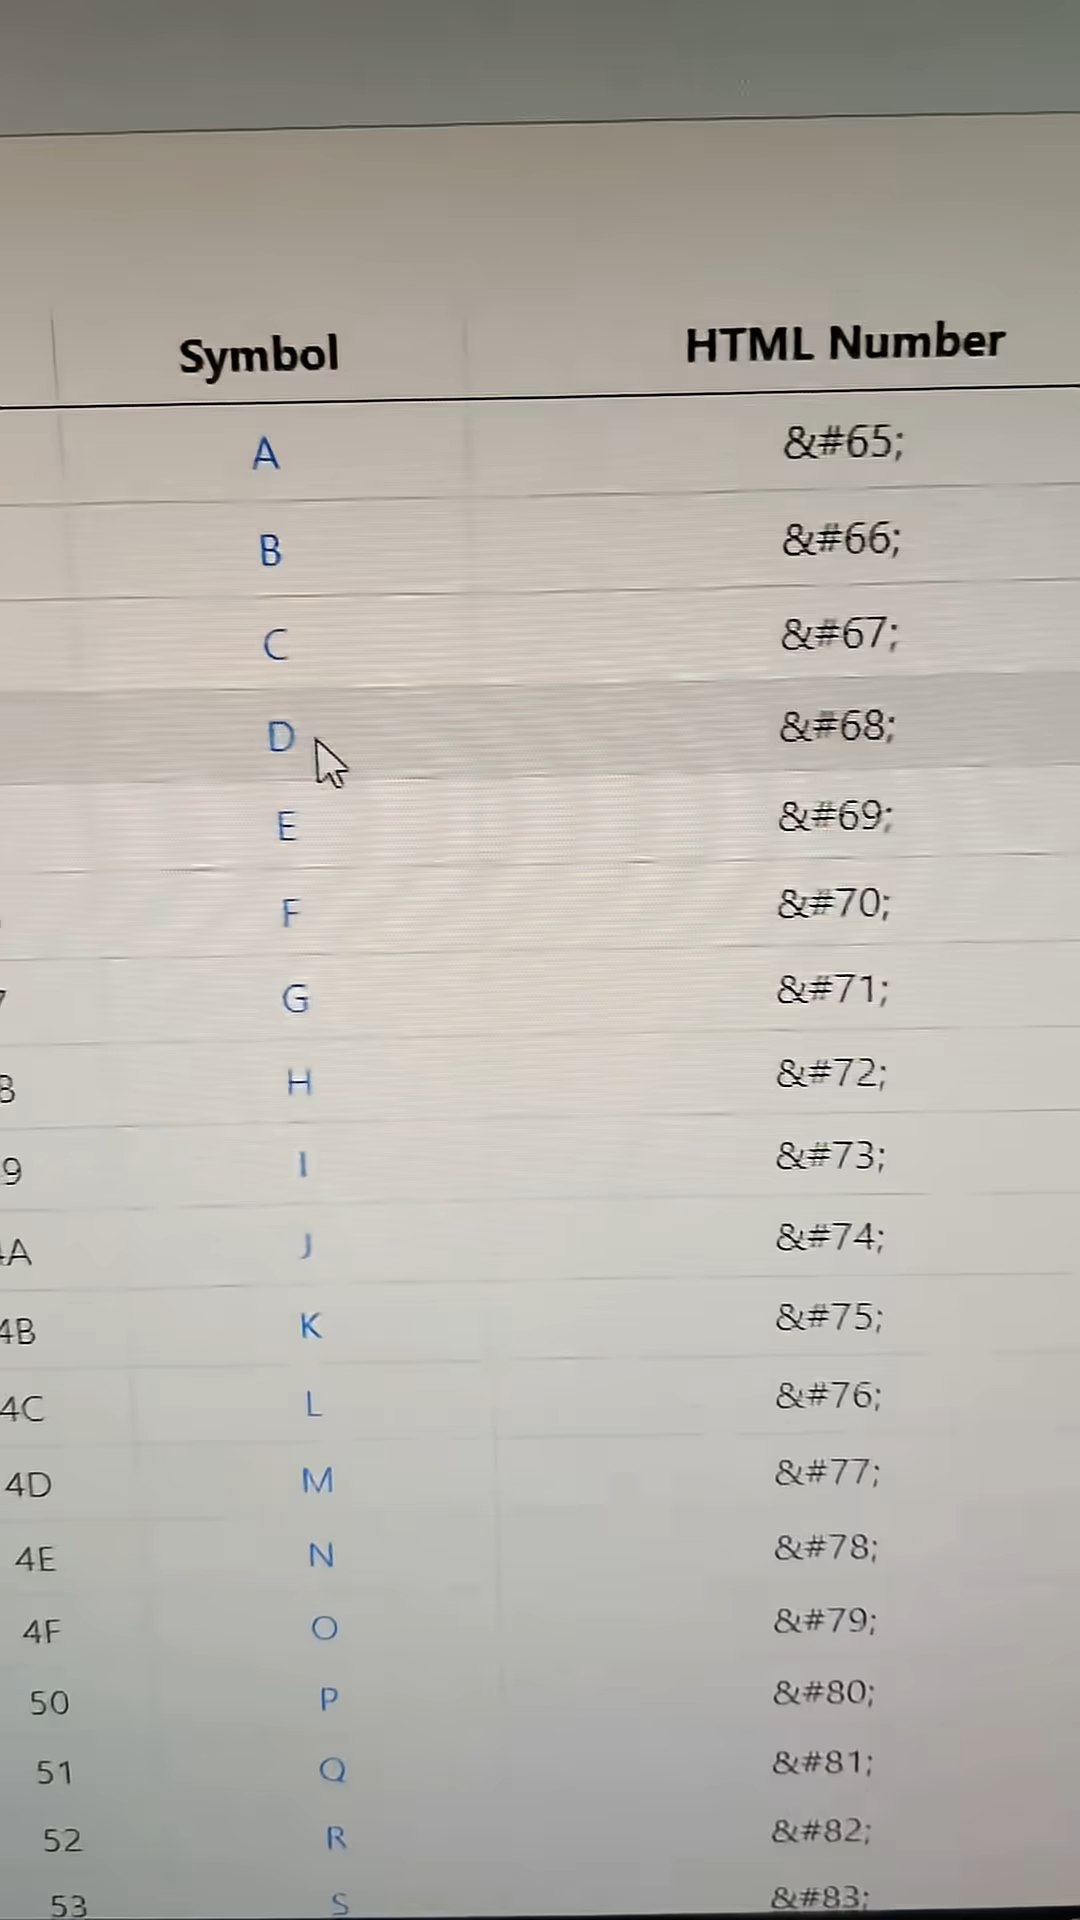 Symbol HTML Number
A &#65;
B &#66;
C &#67;
D &#68;
E &#69;
F &#70;
G &#71;
H &#72;
9 I &#73;
J &#74;
4B K &#75;
4C L &#76;
4D M &#77;
4E N &#78;
4F O &#79;
50 P &#80;
51 Q &#81;
52 R &#82;
53 S &#83;